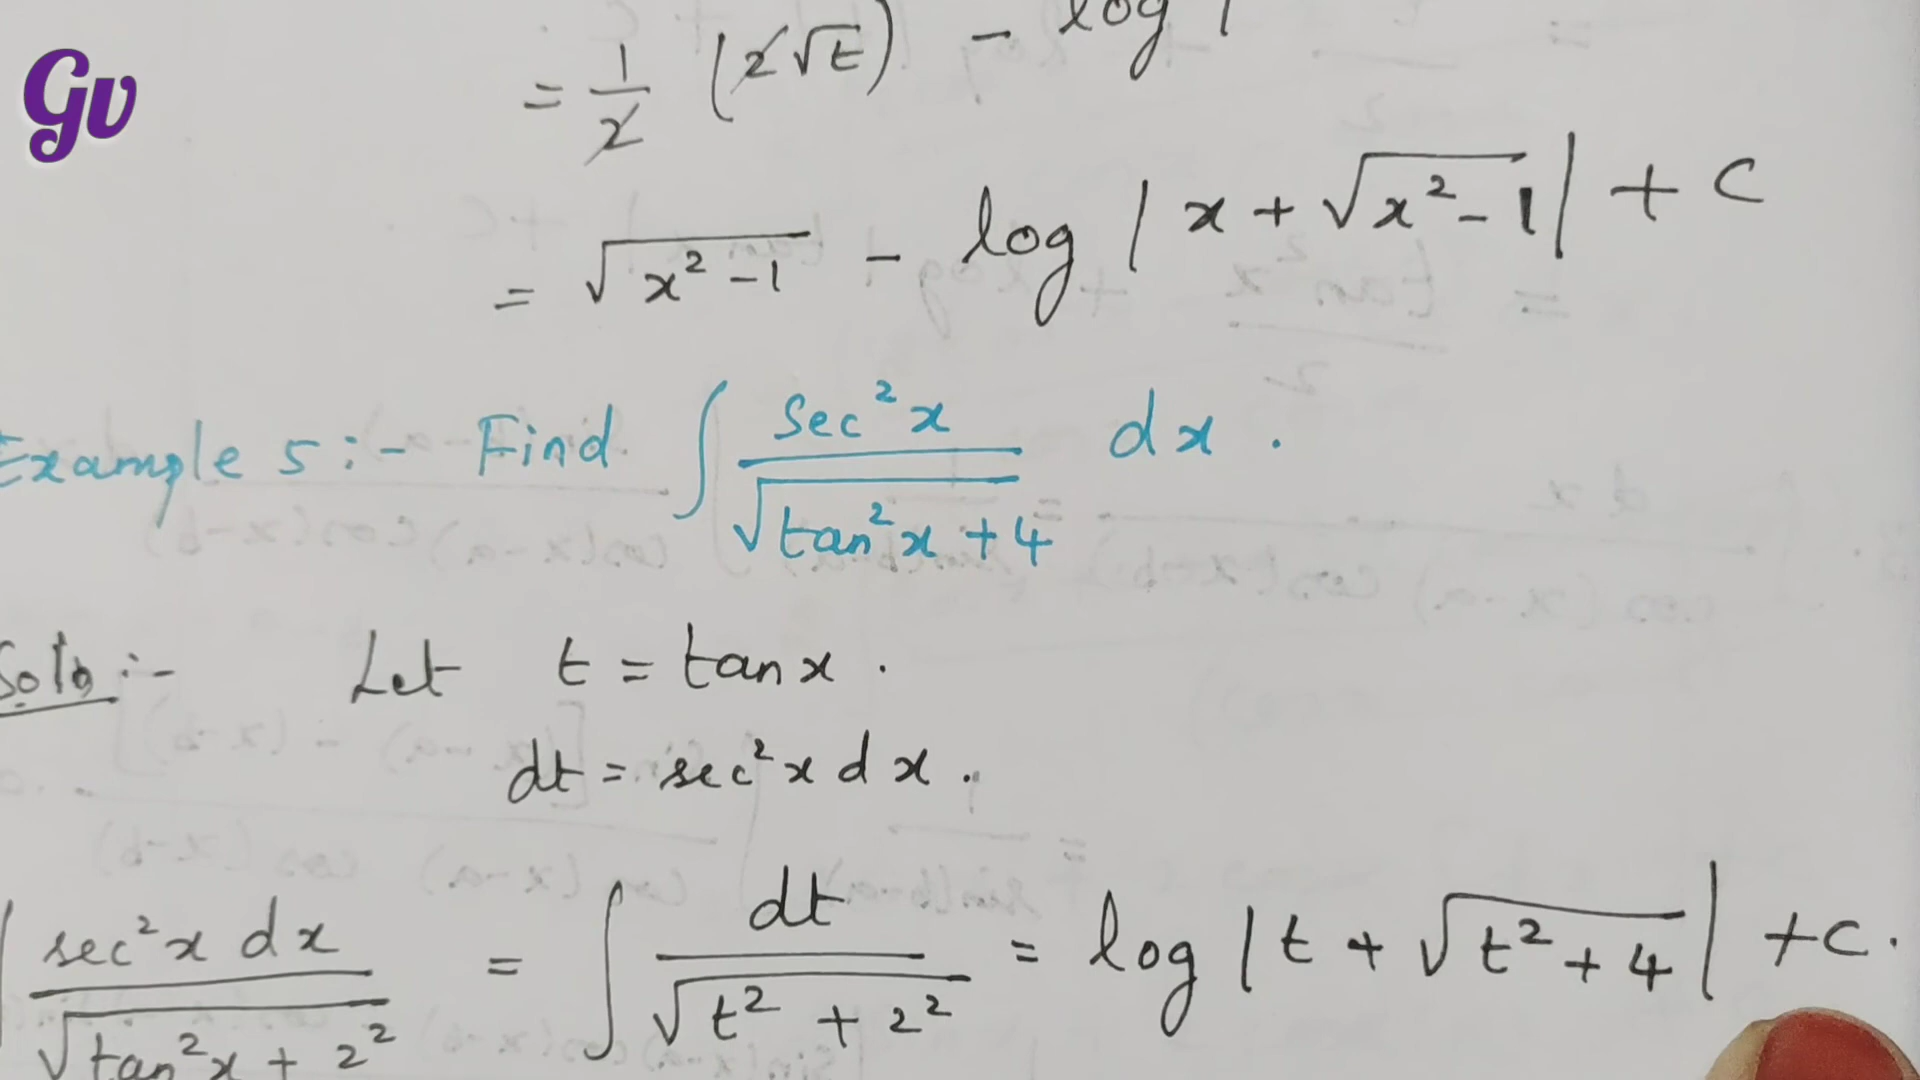 Gv
= 1/2 (2√t) - log |
= √(x² - 1) - log | x + √(x² - 1) | + C
Example 5 :- Find ∫ sec²x / √(tan²x + 4) dx .
Soln :- Let t = tan x .
dt = sec²x dx .
∫ sec²x dx / √(tan²x + 2²) = ∫ dt / √(t² + 2²) = log | t + √(t² + 4) | + C .